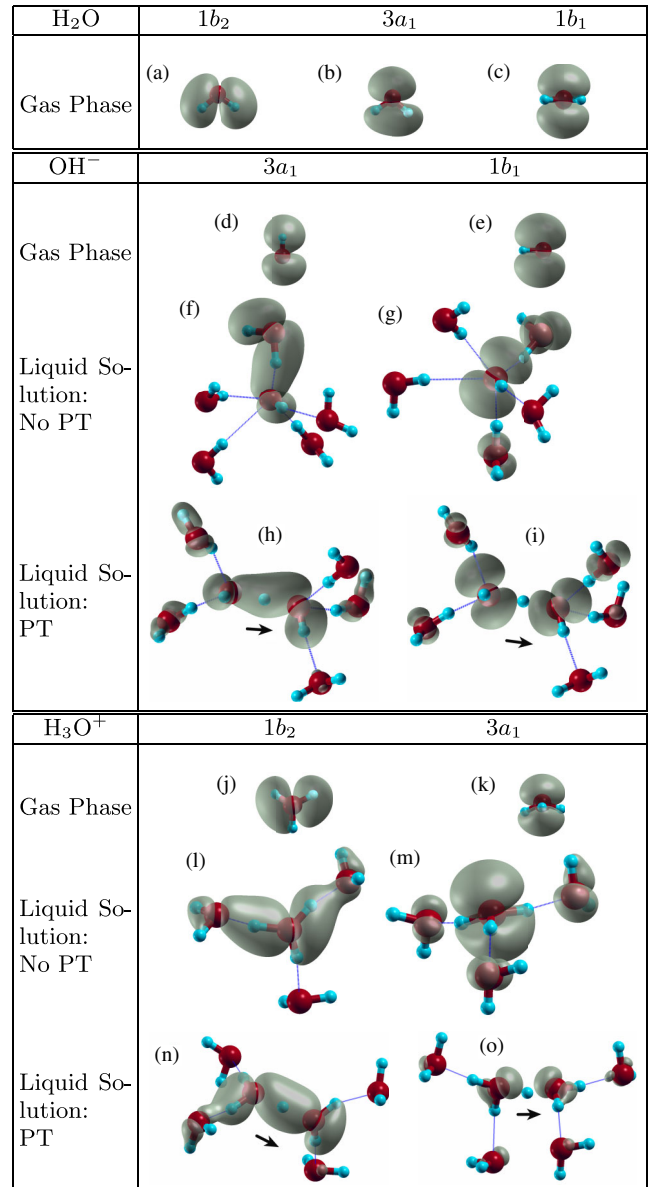 H₂O 1b₂ 3a₁ 1b₁
(a) (b) (c)
Gas Phase
OH⁻ 3a₁ 1b₁
(d) (e)
Gas Phase
(f) (g)
Liquid So-
lution:
No PT
(h) (i)
Liquid So-
lution:
PT
H₃O⁺ 1b₂ 3a₁
(j) (k)
Gas Phase
(l) (m)
Liquid So-
lution:
No PT
(n) (o)
Liquid So-
lution:
PT